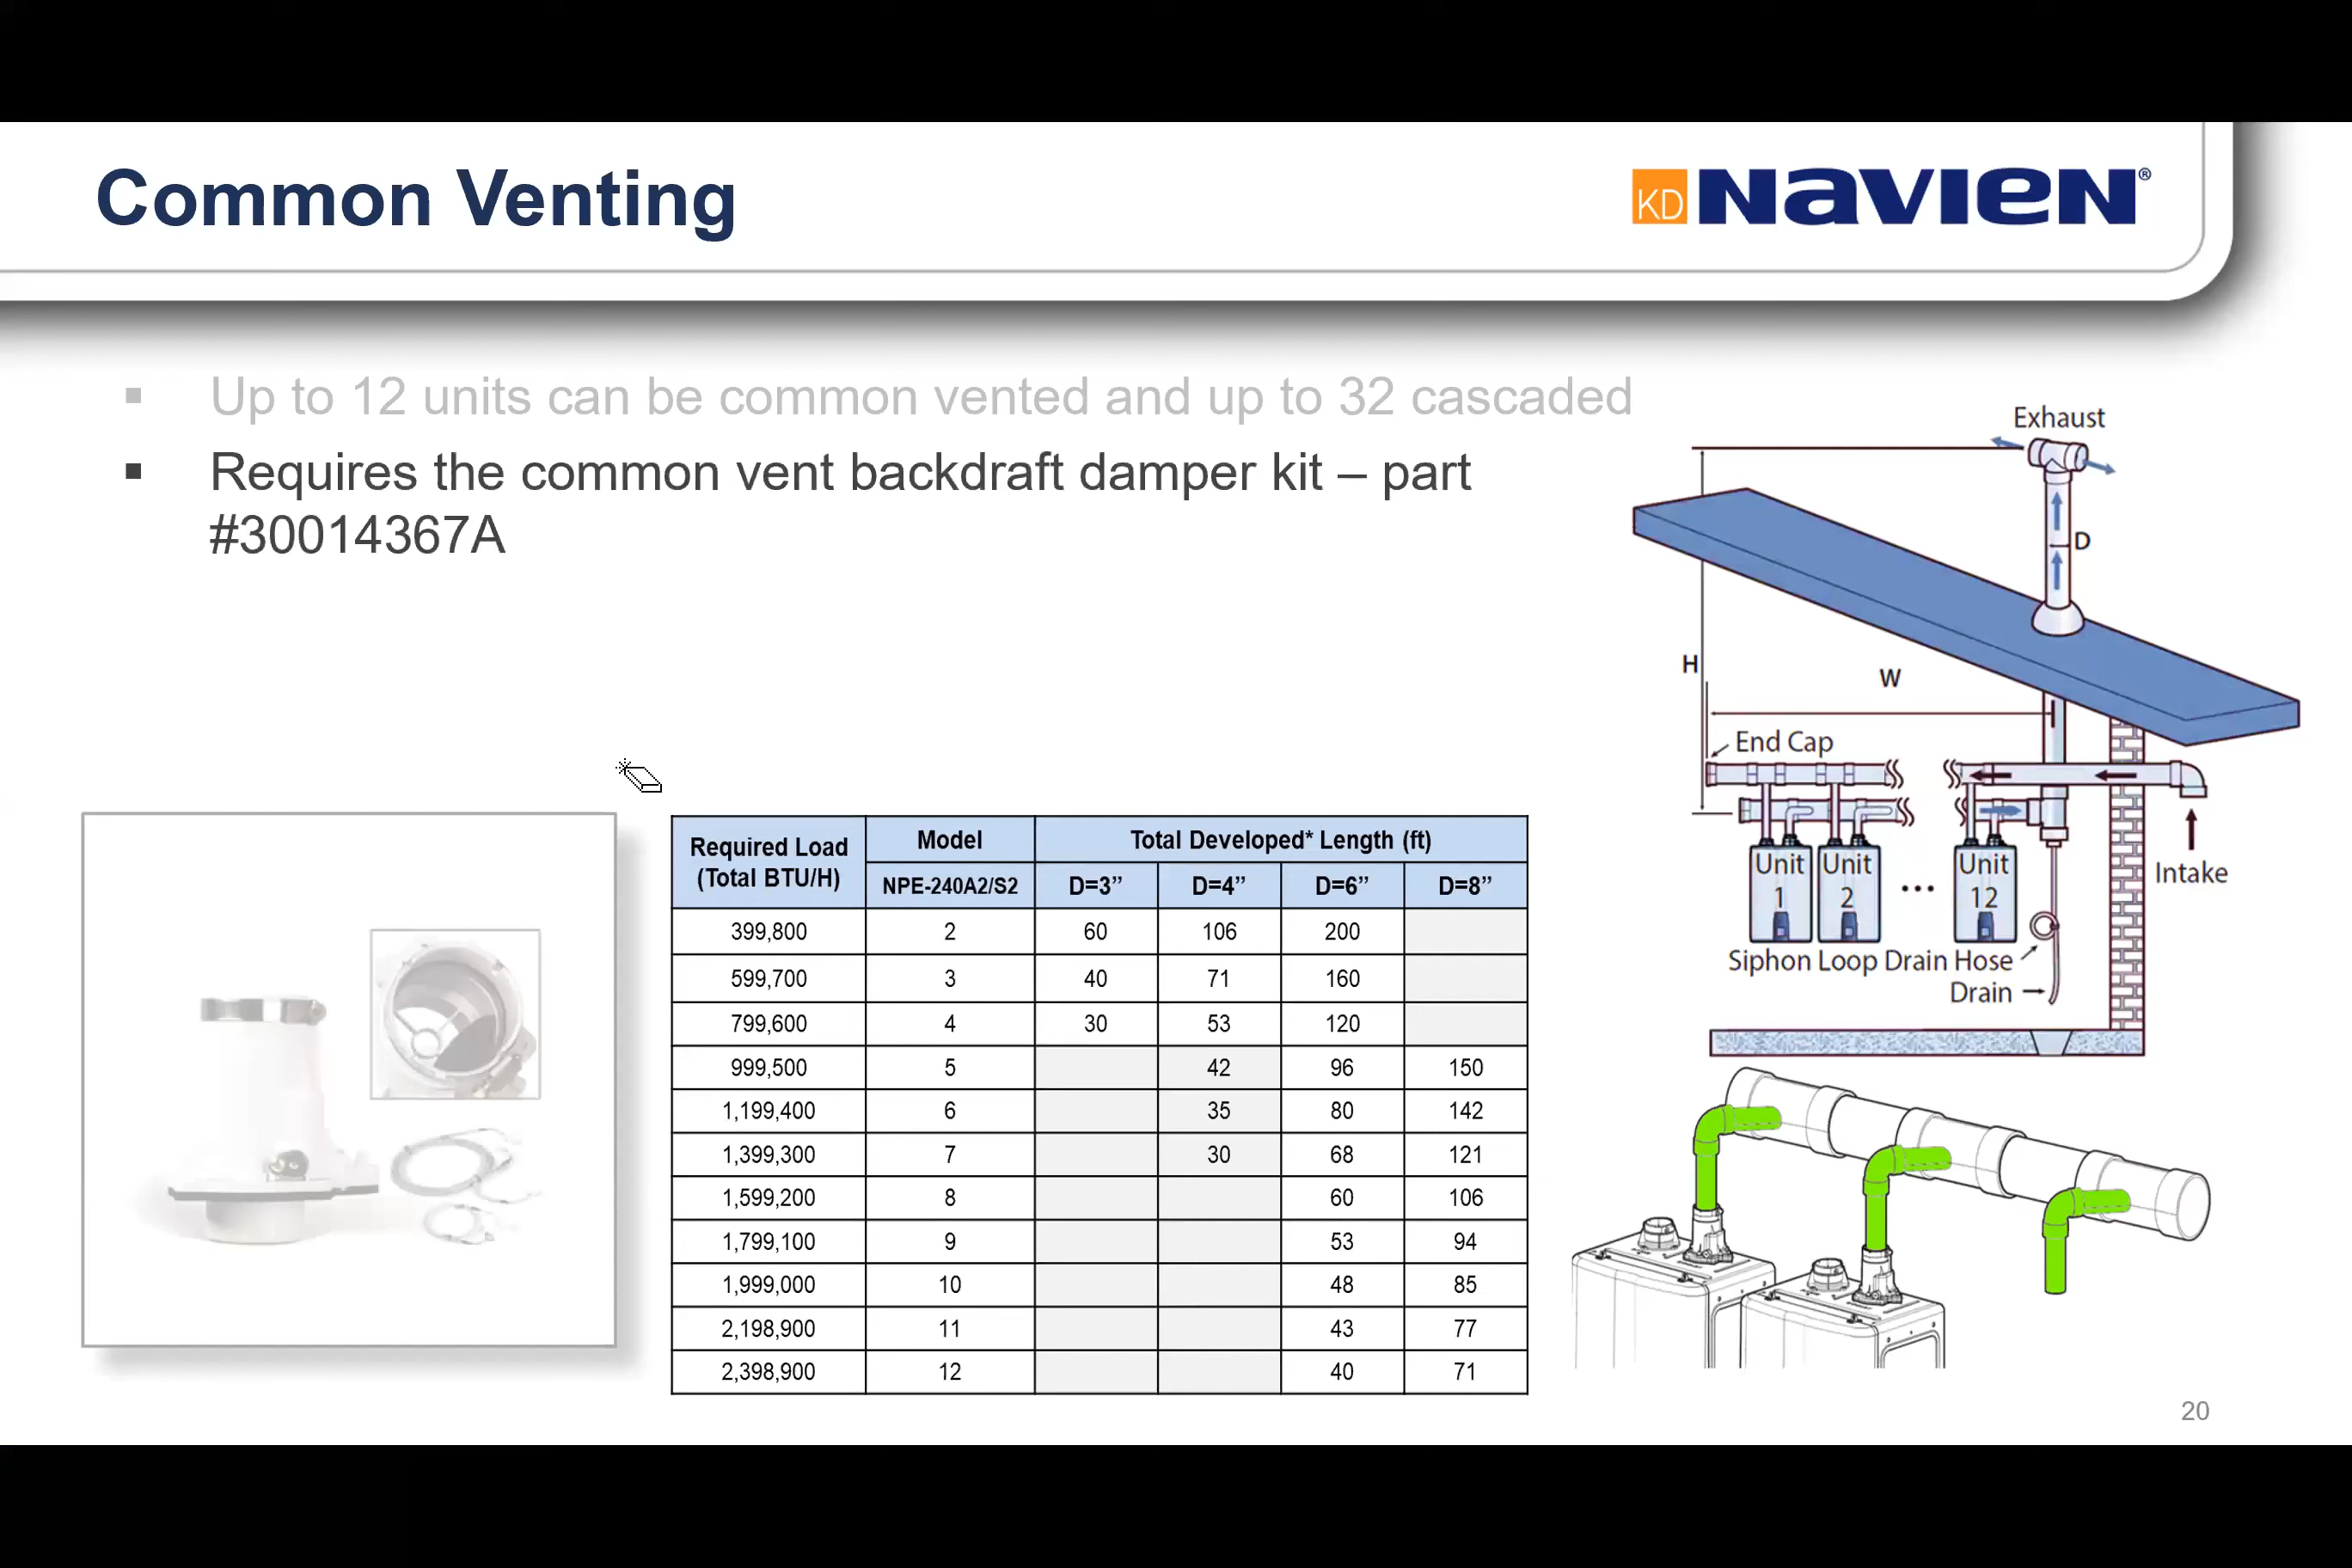 Common Venting
KD NAVIEN®
▪ Up to 12 units can be common vented and up to 32 cascaded
▪ Requires the common vent backdraft damper kit – part
#30014367A
Required Load
(Total BTU/H) Model Total Developed* Length (ft)
NPE-240A2/S2 D=3” D=4” D=6” D=8”
399,800 2 60 106 200
599,700 3 40 71 160
799,600 4 30 53 120
999,500 5 42 96 150
1,199,400 6 35 80 142
1,399,300 7 30 68 121
1,599,200 8 60 106
1,799,100 9 53 94
1,999,000 10 48 85
2,198,900 11 43 77
2,398,900 12 40 71
Exhaust
D
H
W
End Cap
Unit
1
Unit
2
...
Unit
12
Intake
Siphon Loop Drain Hose
Drain
20